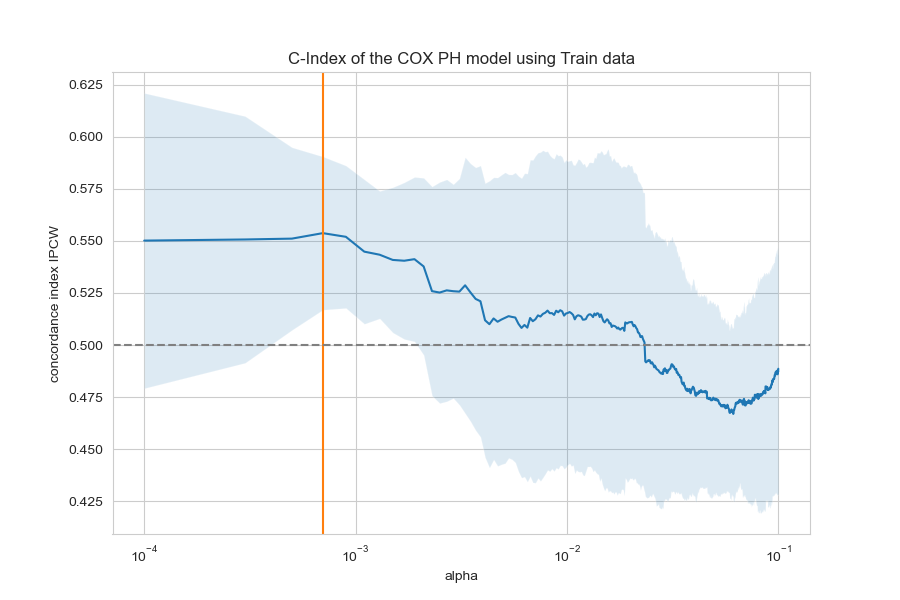 C-Index of the COX PH model using Train data
concordance index IPCW
0.625
0.600
0.575
0.550
0.525
0.500
0.475
0.450
0.425
10⁻⁴ 10⁻³ 10⁻² 10⁻¹
alpha